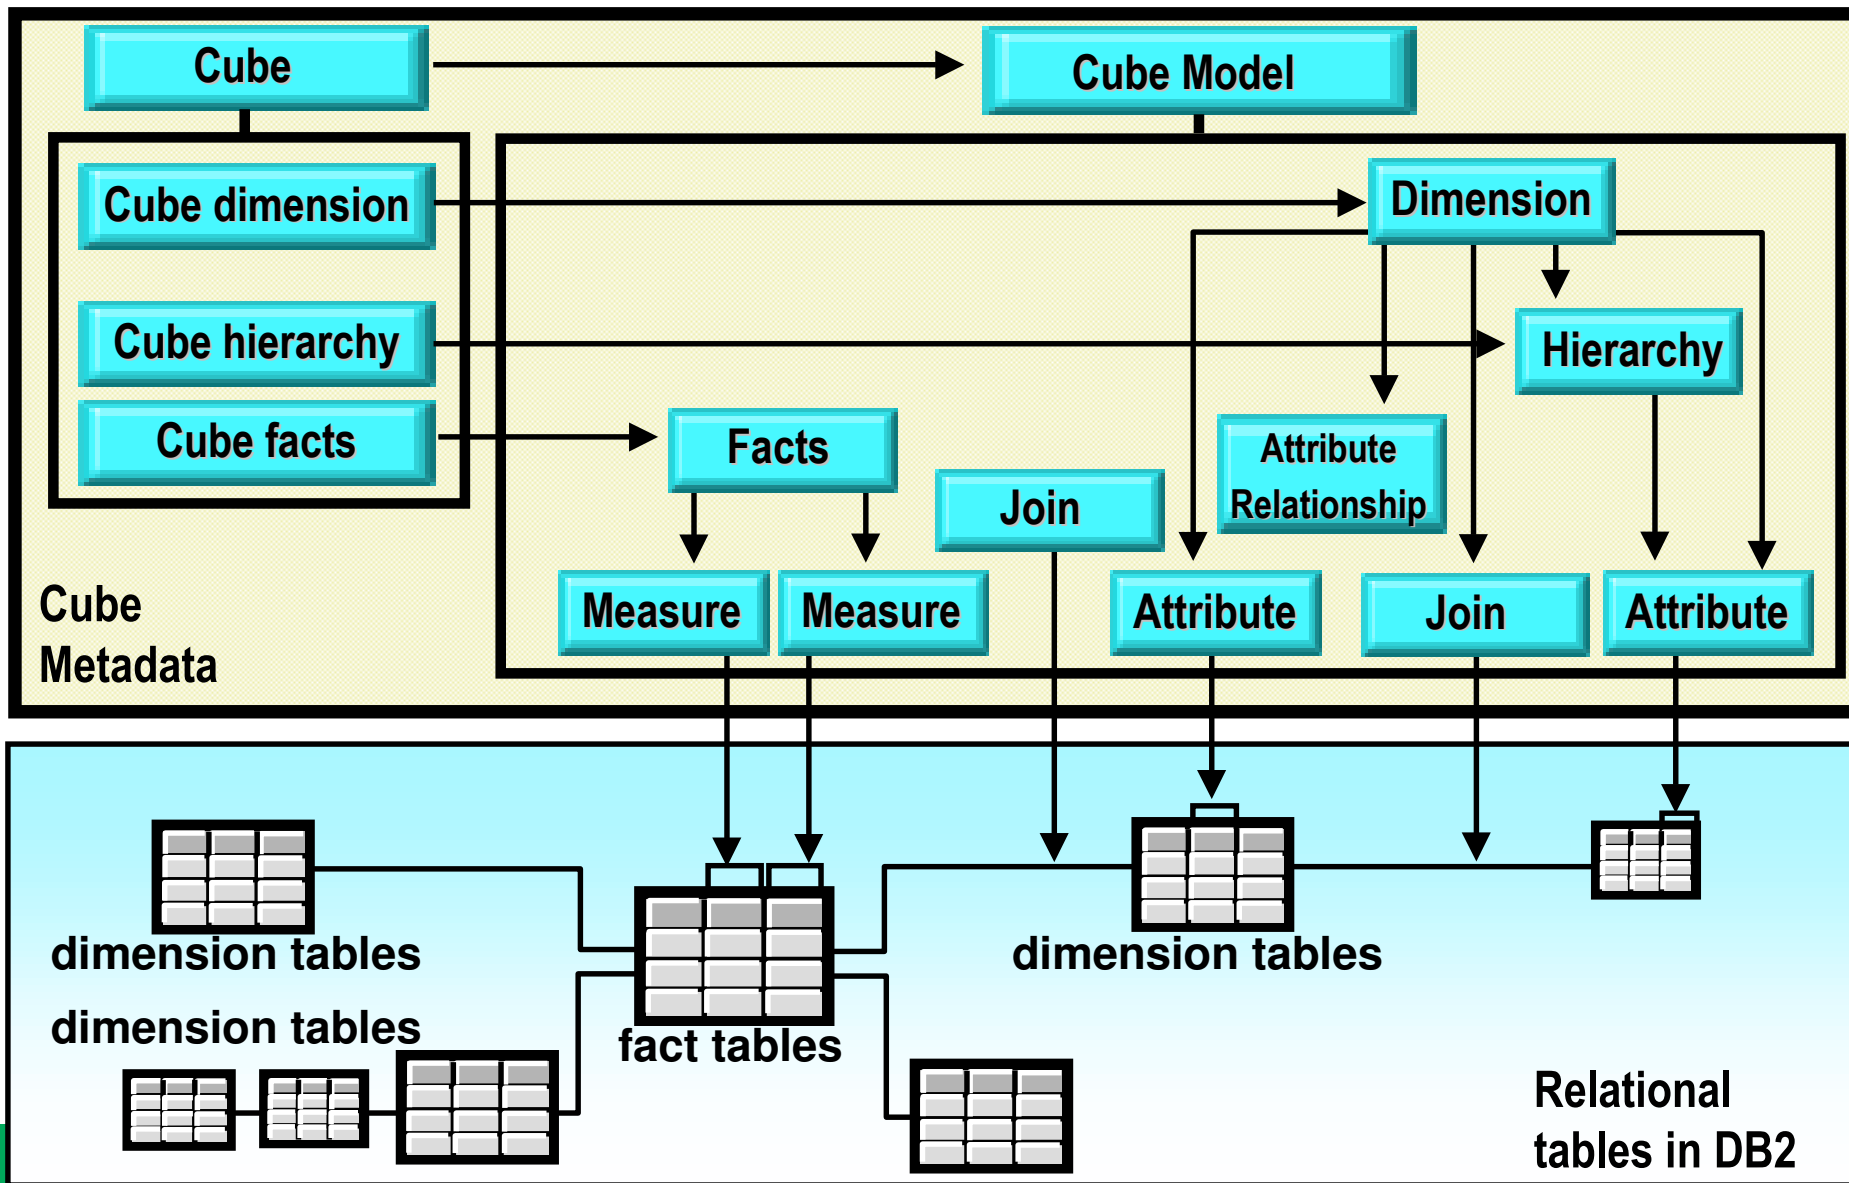 Cube
Cube Model
Cube dimension
Dimension
Cube hierarchy
Hierarchy
Cube facts
Facts
Attribute
Relationship
Join
Measure
Measure
Attribute
Join
Attribute
Cube
Metadata
dimension tables
dimension tables
dimension tables
fact tables
Relational
tables in DB2